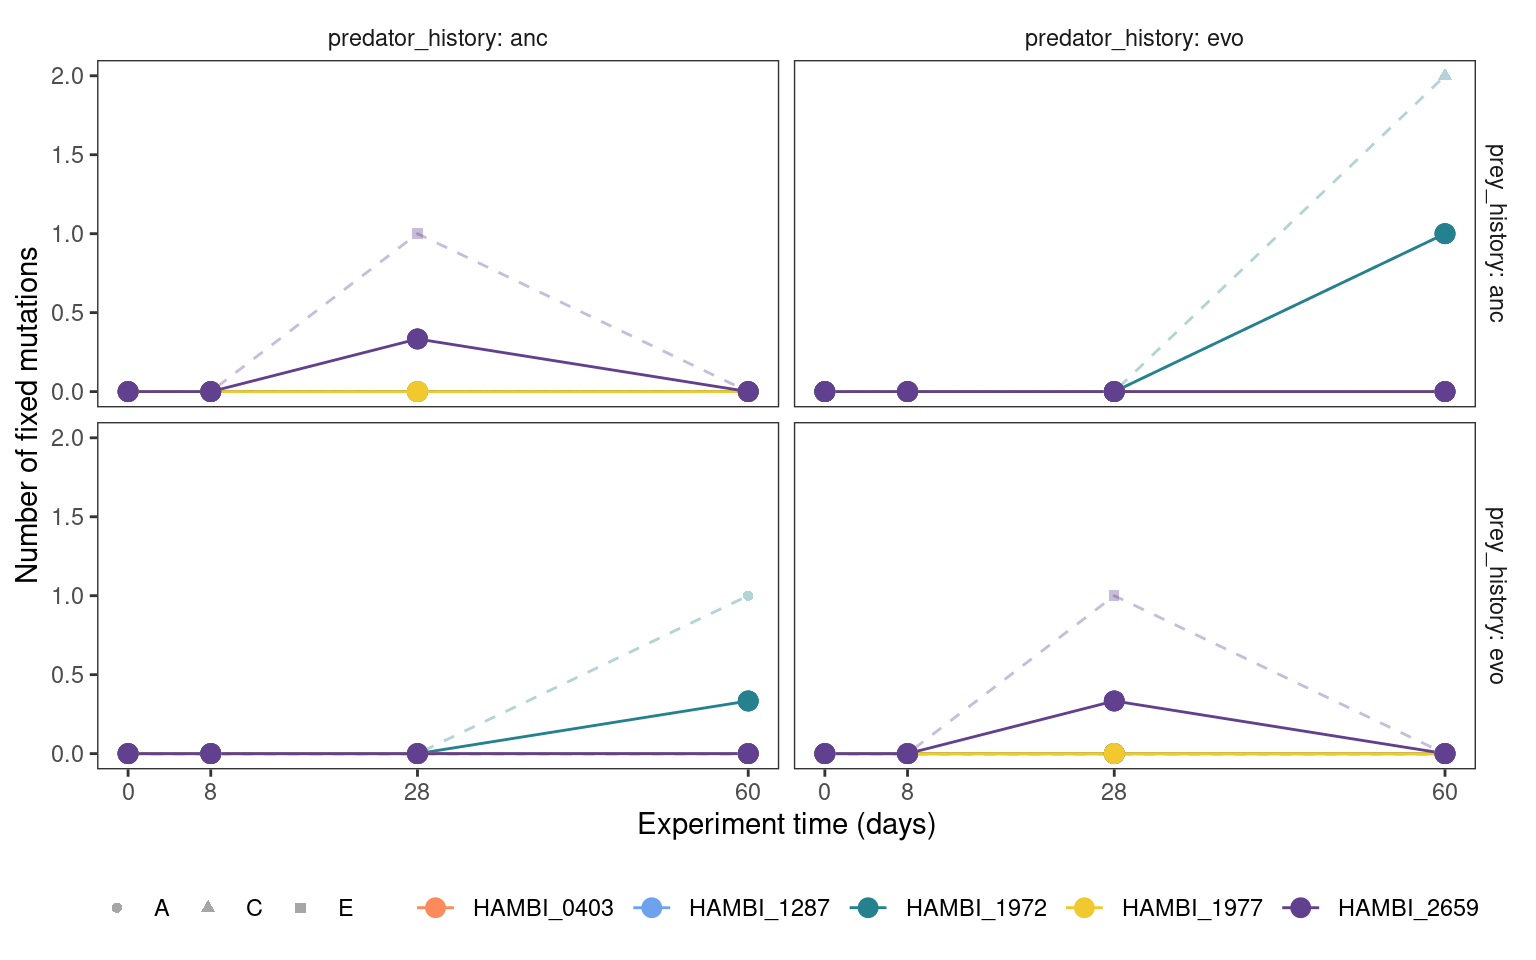 predator_history: anc
predator_history: evo
2.0
1.5
1.0
0.5
0.0
prey_history: anc
2.0
1.5
1.0
0.5
0.0
prey_history: evo
Number of fixed mutations
0 8 28 60
0 8 28 60
Experiment time (days)
A C E HAMBI_0403 HAMBI_1287 HAMBI_1972 HAMBI_1977 HAMBI_2659